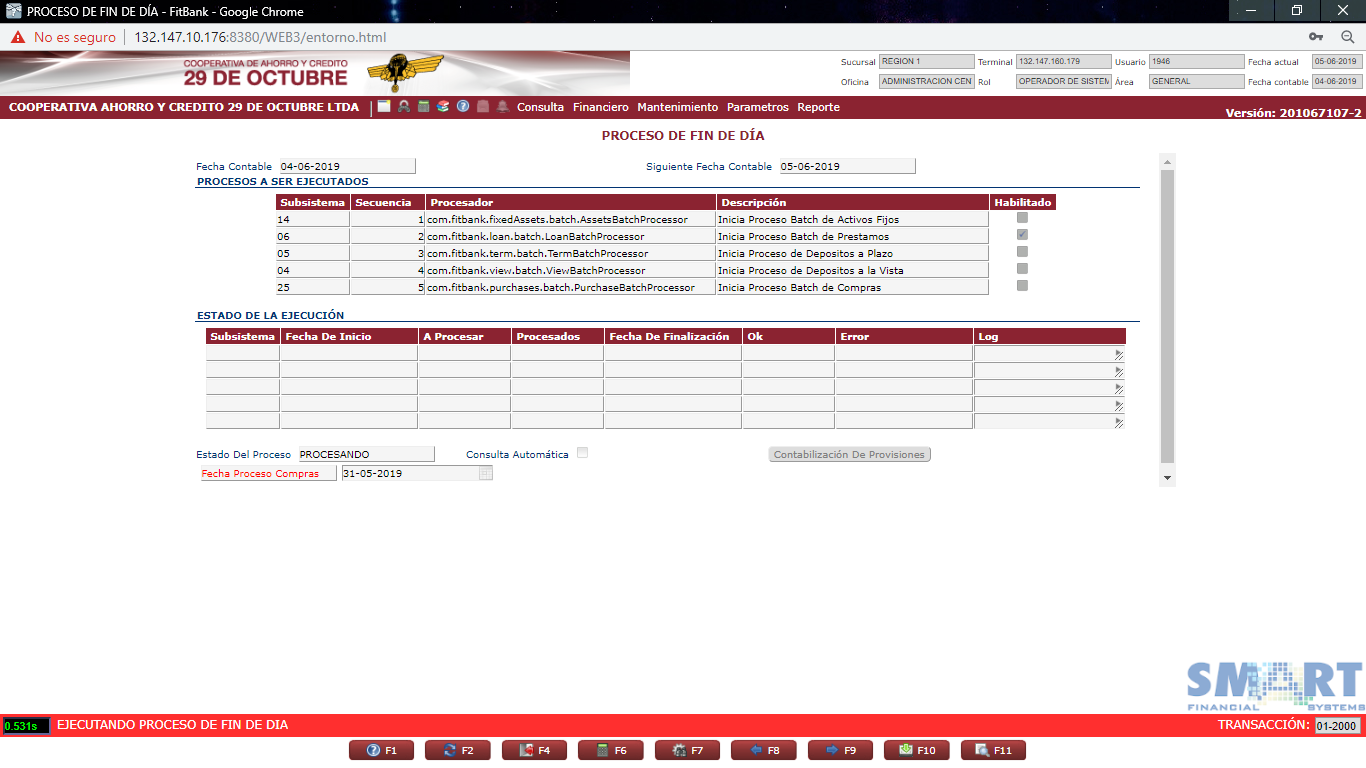 PROCESO DE FIN DE DÍA - FitBank - Google Chrome
No es seguro 132.147.10.176:8380/WEB3/entorno.html
COOPERATIVA DE AHORRO Y CREDITO
29 DE OCTUBRE
Sucursal REGION 1 Terminal 132.147.160.179 Usuario 1946 Fecha actual 05-06-2019
Oficina ADMINISTRACION CEN Rol OPERADOR DE SISTEM Área GENERAL Fecha contable 04-06-2019
COOPERATIVA AHORRO Y CREDITO 29 DE OCTUBRE LTDA Consulta Financiero Mantenimiento Parametros Reporte Versión: 201067107-2
PROCESO DE FIN DE DÍA
Fecha Contable 04-06-2019 Siguiente Fecha Contable 05-06-2019
PROCESOS A SER EJECUTADOS
Subsistema Secuencia Procesador Descripción Habilitado
14 1 com.fitbank.fixedAssets.batch.AssetsBatchProcessor Inicia Proceso Batch de Activos Fijos
06 2 com.fitbank.loan.batch.LoanBatchProcessor Inicia Proceso Batch de Prestamos
05 3 com.fitbank.term.batch.TermBatchProcessor Inicia Proceso de Depositos a Plazo
04 4 com.fitbank.view.batch.ViewBatchProcessor Inicia Proceso de Depositos a la Vista
25 5 com.fitbank.purchases.batch.PurchaseBatchProcessor Inicia Proceso Batch de Compras
ESTADO DE LA EJECUCIÓN
Subsistema Fecha De Inicio A Procesar Procesados Fecha De Finalización Ok Error Log
Estado Del Proceso PROCESANDO Consulta Automática Contabilización De Provisiones
Fecha Proceso Compras 31-05-2019
SMART
FINANCIAL SYSTEMS
0.531s EJECUTANDO PROCESO DE FIN DE DIA TRANSACCIÓN: 01-2000
F1 F2 F4 F6 F7 F8 F9 F10 F11